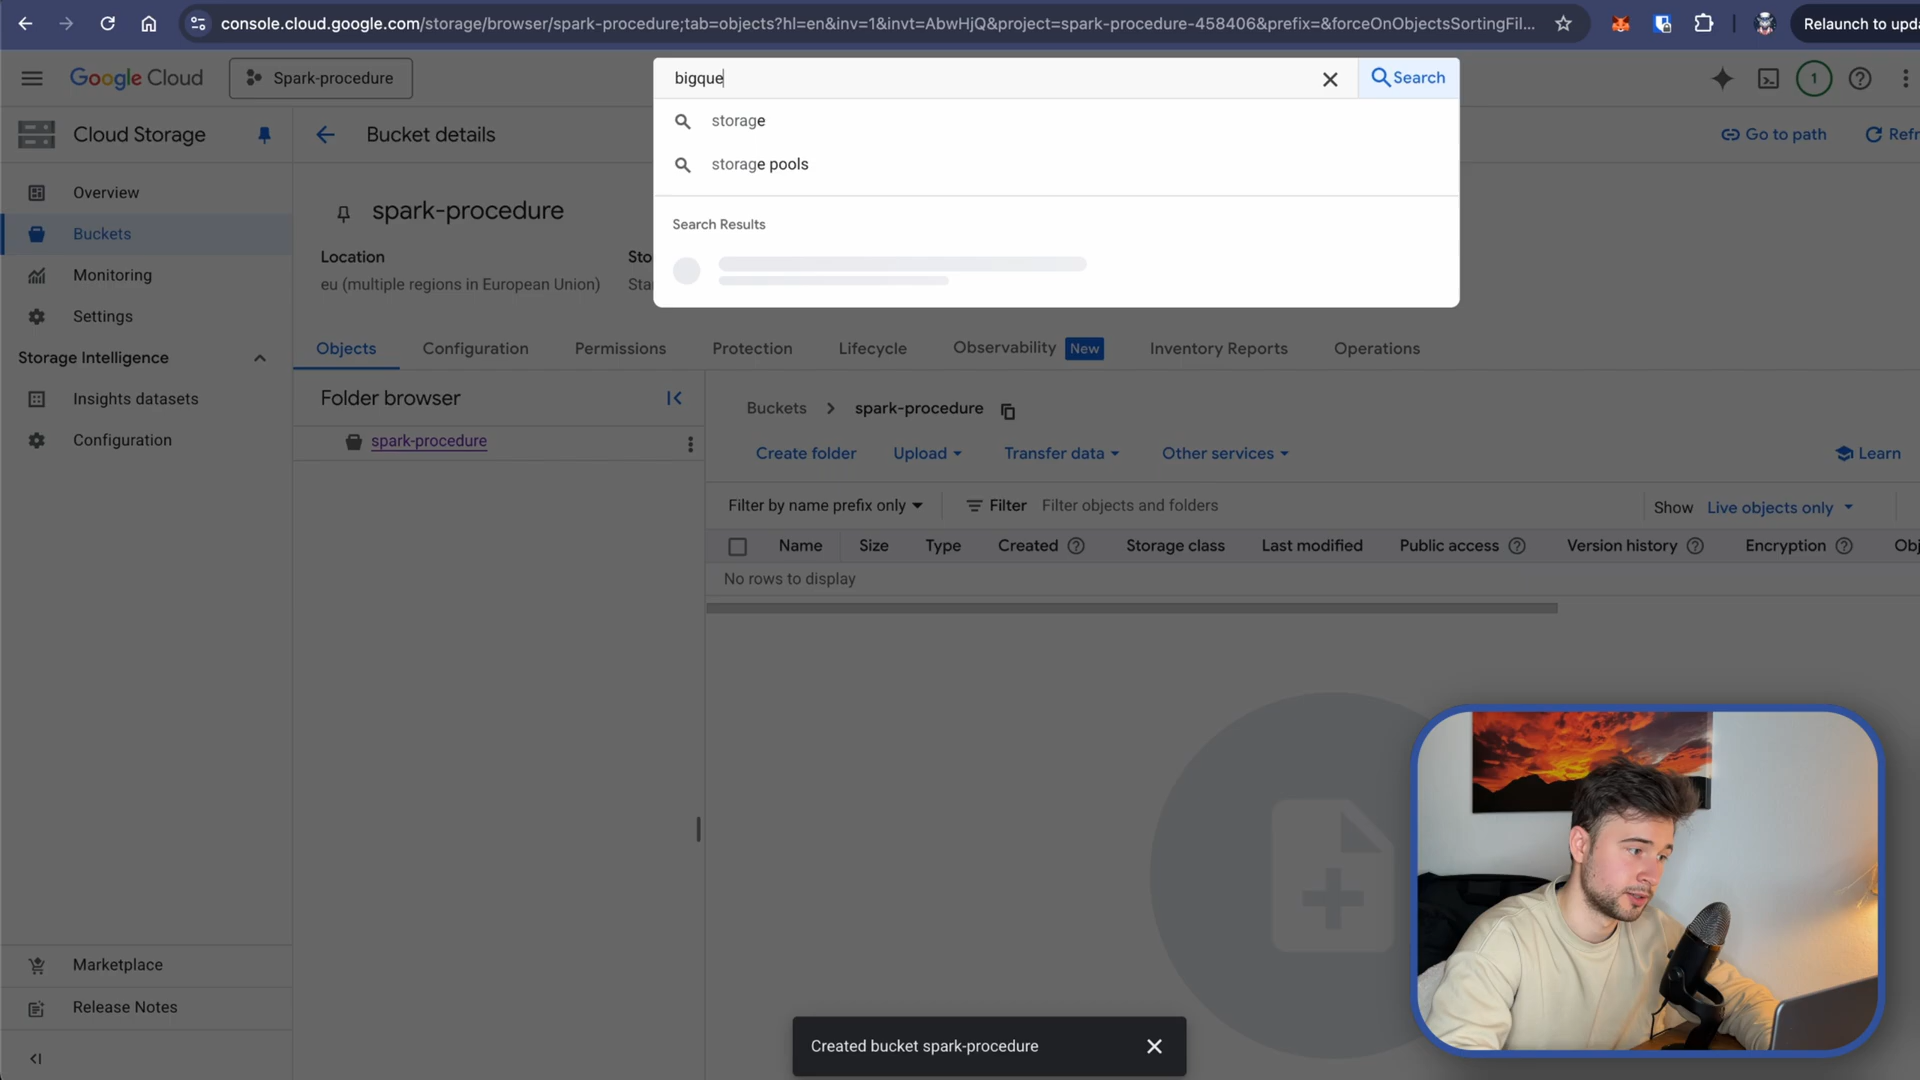 console.cloud.google.com/storage/browser/spark-procedure;tab=objects?hl=en&inv=1&invt=AbwHjQ&project=spark-procedure-458406&prefix=&forceOnObjectsSortingFil...
Relaunch to upda
Google Cloud
Spark-procedure
bigque
Search
1
Cloud Storage
Bucket details
storage
Go to path
Refr
storage pools
Overview
spark-procedure
Buckets
Search Results
Location
Sto
Monitoring
eu (multiple regions in European Union)
Sta
Settings
Storage Intelligence
Objects
Configuration
Permissions
Protection
Lifecycle
Observability
New
Inventory Reports
Operations
Insights datasets
Folder browser
Buckets
spark-procedure
Configuration
spark-procedure
Create folder
Upload
Transfer data
Other services
Learn
Filter by name prefix only
Filter
Filter objects and folders
Show
Live objects only
Name
Size
Type
Created
Storage class
Last modified
Public access
Version history
Encryption
Obj
No rows to display
Marketplace
Release Notes
Created bucket spark-procedure